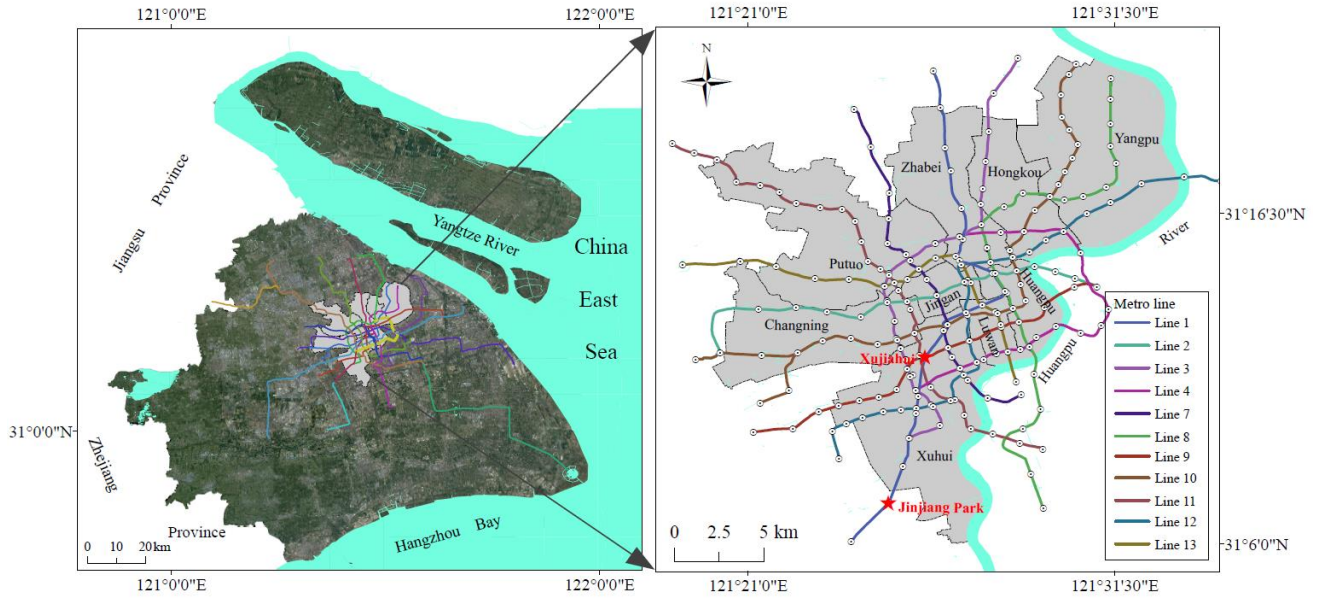 121°0'0"E
122°0'0"E
121°21'0"E
121°31'30"E
Jiangsu
Province
Yangtze River
China
East
Sea
31°0'0"N
Zhejiang
Province
Hangzhou Bay
0 10 20km
121°0'0"E
122°0'0"E
N
Zhabei
Hongkou
Yangpu
31°16'30"N
River
Putuo
Jingan
Huangpu
Changning
Luwan
Huangpu
Xujiahui
Xuhui
Jinjiang Park
0 2.5 5 km
Metro line
Line 1
Line 2
Line 3
Line 4
Line 7
Line 8
Line 9
Line 10
Line 11
Line 12
Line 13
31°6'0"N
121°21'0"E
121°31'30"E